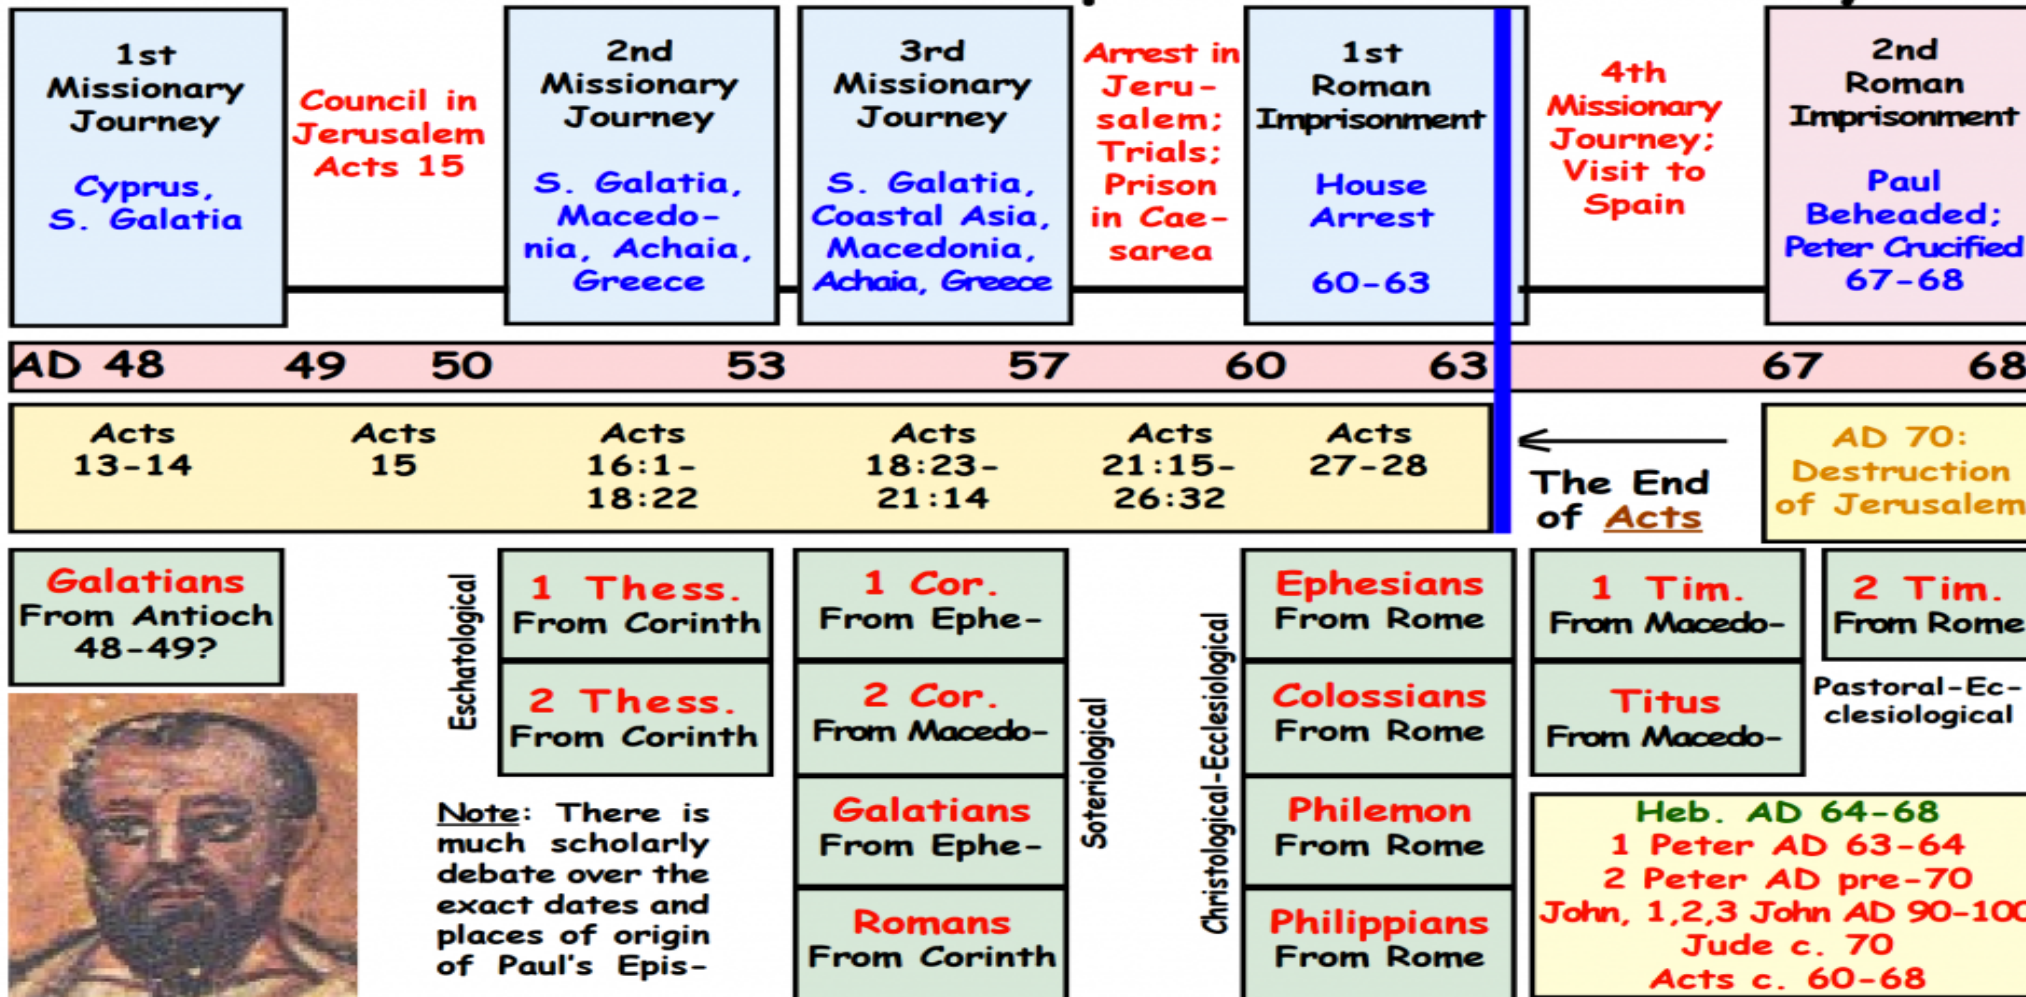 1st
Missionary
Journey
Cyprus,
S. Galatia
Council in
Jerusalem
Acts 15
2nd
Missionary
Journey
S. Galatia,
Macedo-
nia, Achaia,
Greece
3rd
Missionary
Journey
S. Galatia,
Coastal Asia,
Macedonia,
Achaia, Greece
Arrest in
Jeru-
salem;
Trials;
Prison
in Cae-
sarea
1st
Roman
Imprisonment
House
Arrest
60-63
4th
Missionary
Journey;
Visit to
Spain
2nd
Roman
Imprisonment
Paul
Beheaded;
Peter Crucified
67-68
AD 48 49 50 53 57 60 63 67 68
Acts
13-14
Acts
15
Acts
16:1-
18:22
Acts
18:23-
21:14
Acts
21:15-
26:32
Acts
27-28
The End
of Acts
AD 70:
Destruction
of Jerusalem
Galatians
From Antioch
48-49?
Eschatological
1 Thess.
From Corinth
2 Thess.
From Corinth
Note: There is
much scholarly
debate over the
exact dates and
places of origin
of Paul's Epis-
1 Cor.
From Ephe-
2 Cor.
From Macedo-
Galatians
From Ephe-
Romans
From Corinth
Soteriological
Christological-Ecclesiological
Ephesians
From Rome
Colossians
From Rome
Philemon
From Rome
Philippians
From Rome
1 Tim.
From Macedo-
Titus
From Macedo-
2 Tim.
From Rome
Pastoral-Ec-
clesiological
Heb. AD 64-68
1 Peter AD 63-64
2 Peter AD pre-70
John, 1,2,3 John AD 90-100
Jude c. 70
Acts c. 60-68